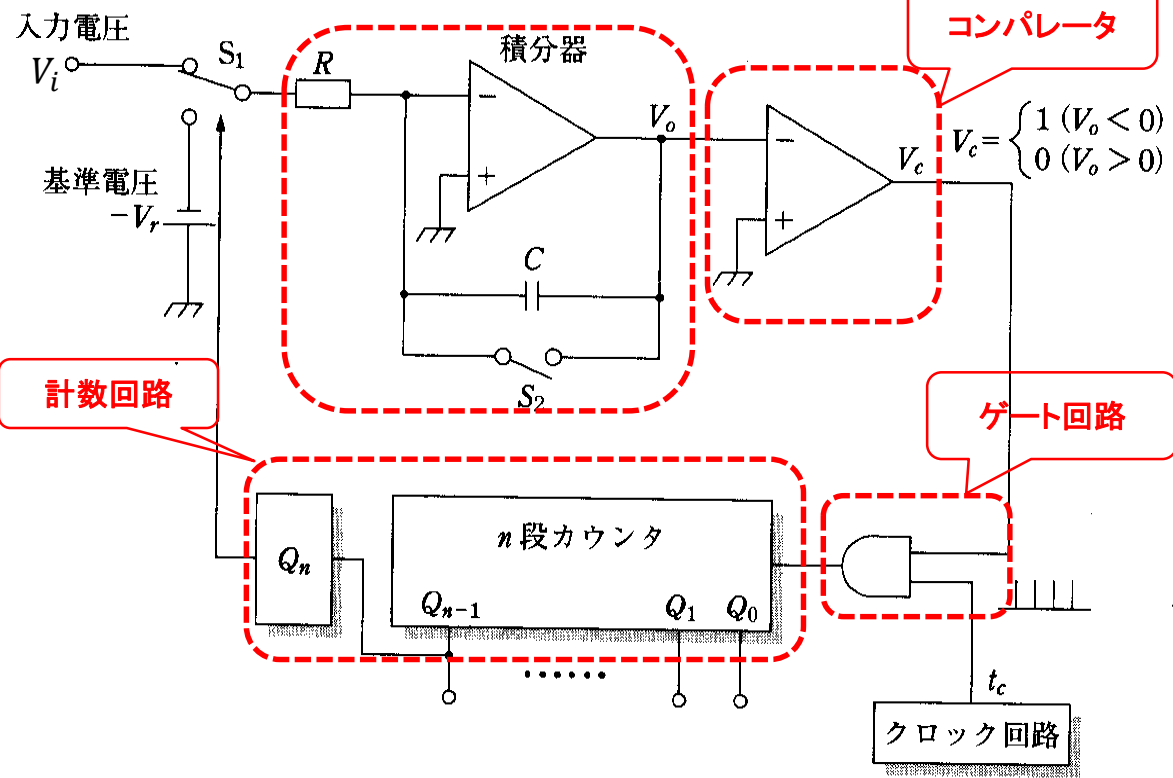 入力電圧
V_i
S_1
R
積分器
−
+
V_o
コンパレータ
−
+
V_c
V_c = { 1 (V_o < 0)
0 (V_o > 0)
基準電圧
−V_r
C
S_2
計数回路
ゲート回路
Q_n
n段カウンタ
Q_{n−1}
Q_1
Q_0
……
t_c
クロック回路